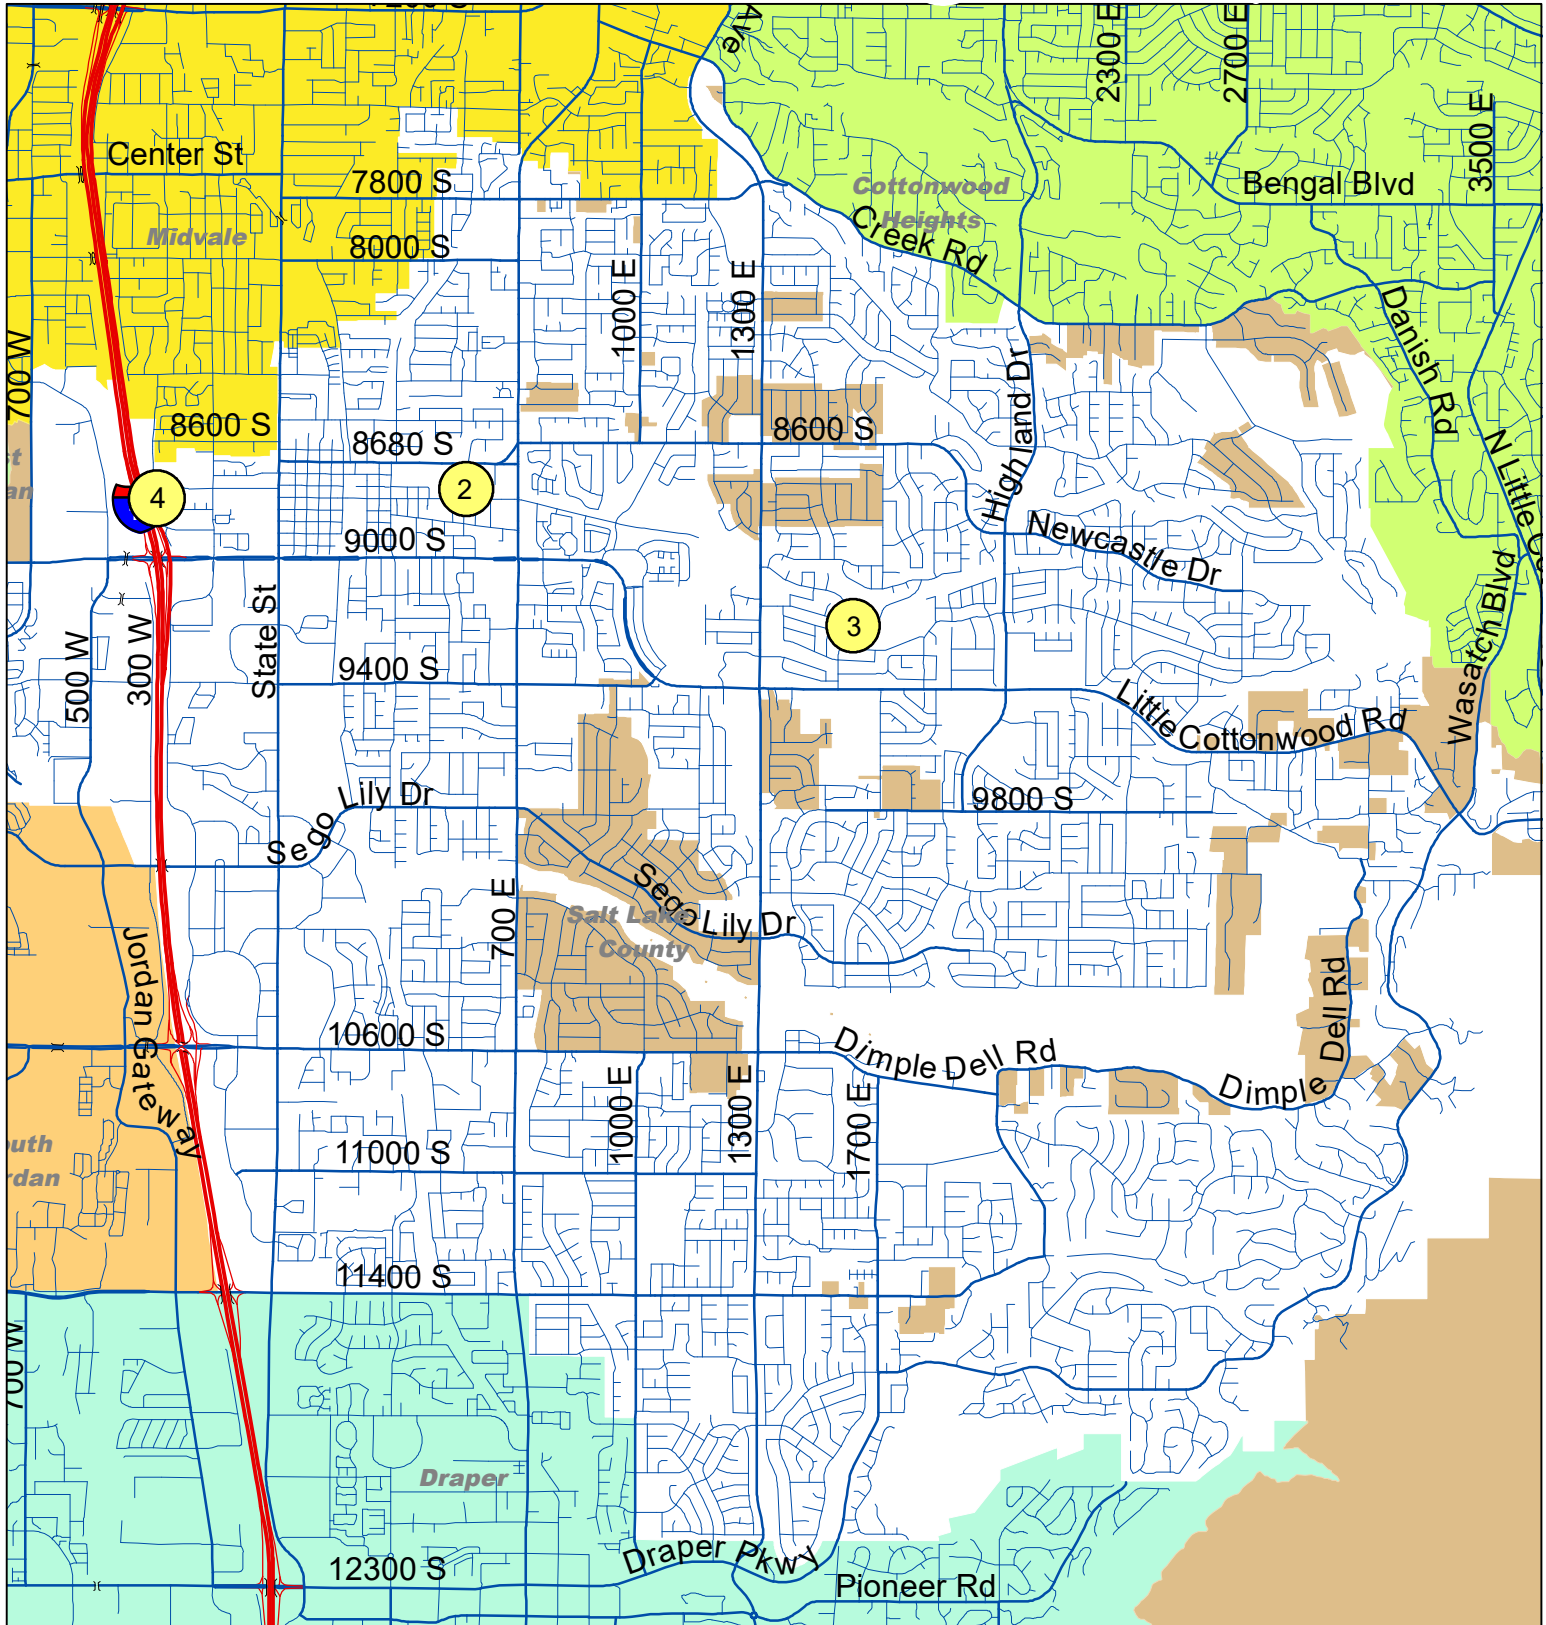 Ave
2300 E
2700 E
3500 E
Center St
7800 S
Bengal Blvd
Cottonwood
Heights
Creek Rd
Midvale
8000 S
1000 E
1300 E
700 W
Highland Dr
Danish Rd
8600 S
8680 S
8600 S
N Little
4
2
9000 S
Newcastle Dr
Wasatch Blvd
State St
500 W
300 W
3
9400 S
Little Cottonwood Rd
Sego Lily Dr
9800 S
700 E
Sego Lily Dr
Salt Lake
County
Jordan Gateway
10600 S
Dimple Dell Rd
Dimple Dell Rd
1000 E
1300 E
1700 E
11000 S
11400 S
700 W
Draper
12300 S
Draper Pkwy
Pioneer Rd